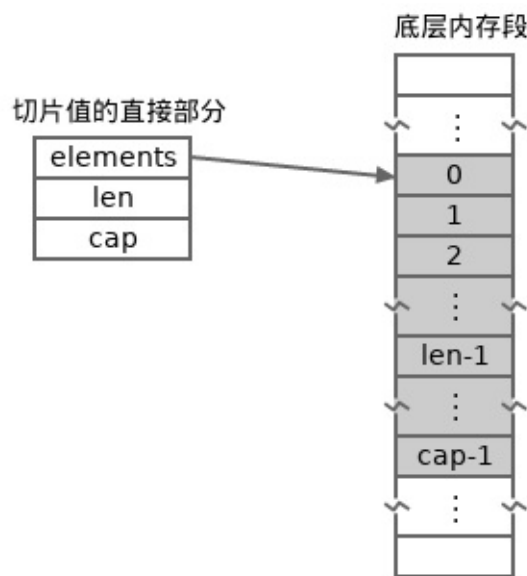 底层内存段
切片值的直接部分
elements
len
cap
⋮
0
1
2
⋮
len-1
⋮
cap-1
⋮